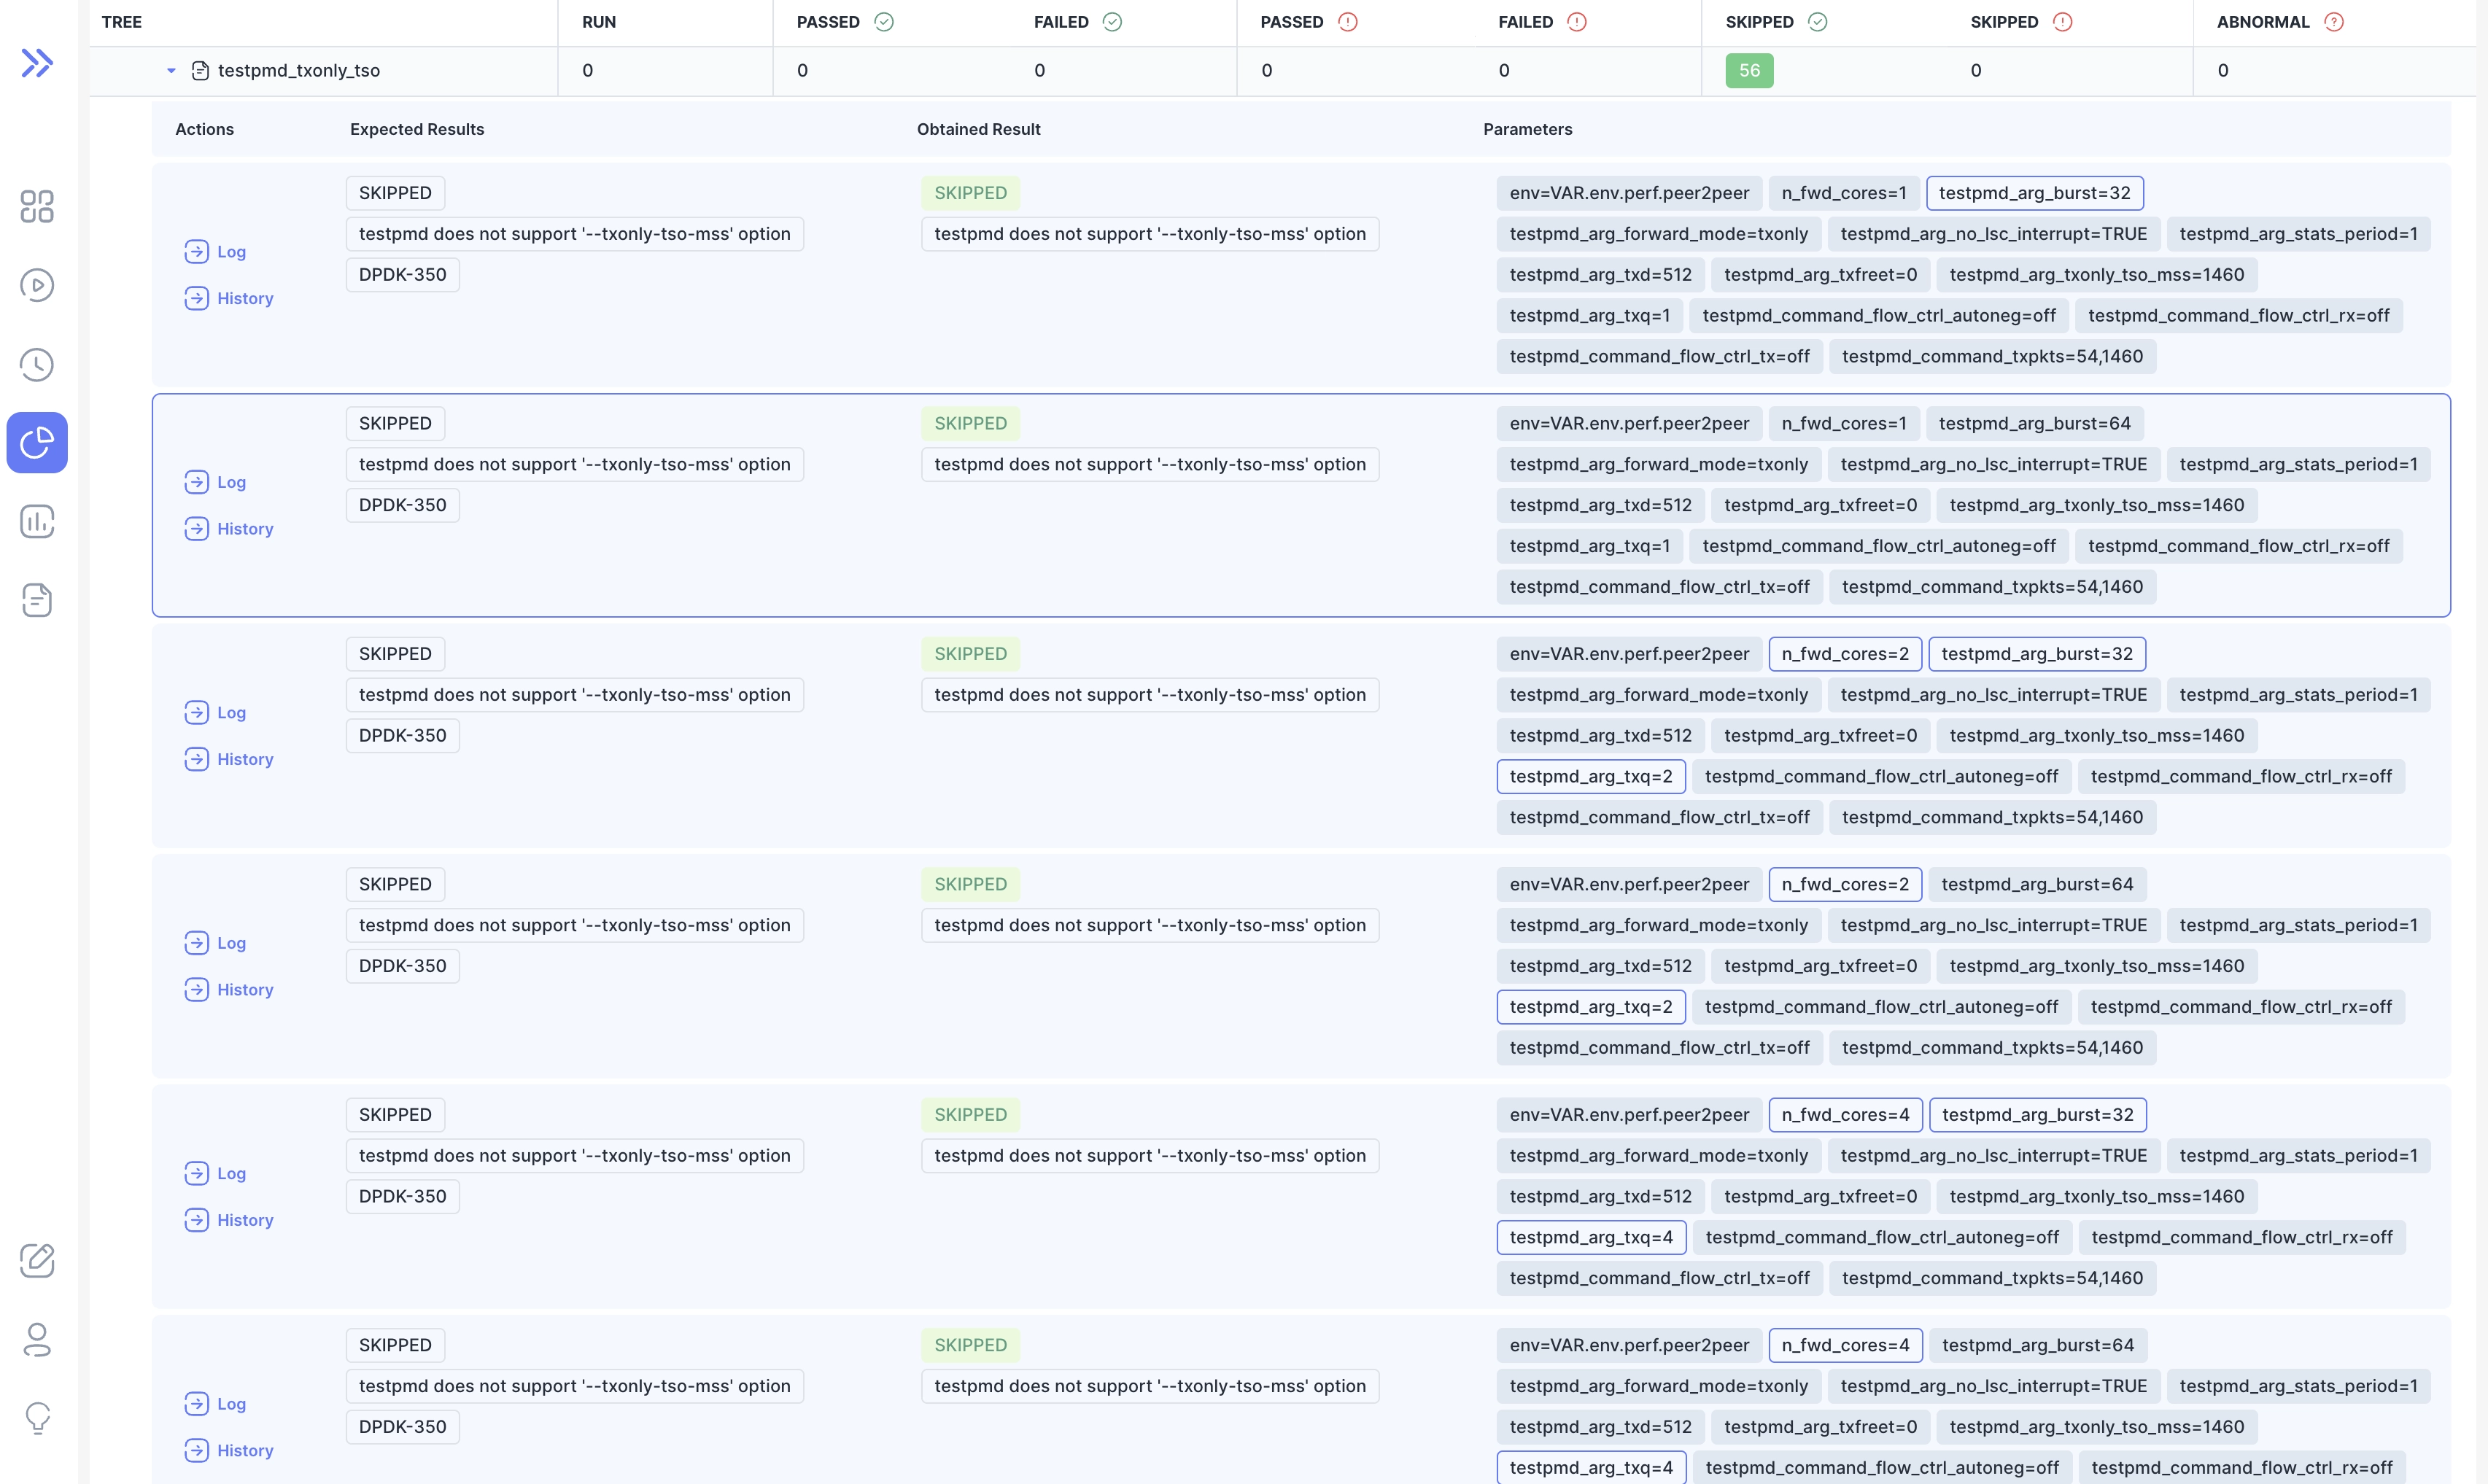 TREE RUN PASSED FAILED PASSED FAILED SKIPPED SKIPPED ABNORMAL
testpmd_txonly_tso 0 0 0 0 0 56 0 0
Actions Expected Results Obtained Result Parameters
SKIPPED SKIPPED env=VAR.env.perf.peer2peer n_fwd_cores=1 testpmd_arg_burst=32
testpmd does not support '--txonly-tso-mss' option testpmd does not support '--txonly-tso-mss' option testpmd_arg_forward_mode=txonly testpmd_arg_no_lsc_interrupt=TRUE testpmd_arg_stats_period=1
Log
DPDK-350 testpmd_arg_txd=512 testpmd_arg_txfreet=0 testpmd_arg_txonly_tso_mss=1460
History
testpmd_arg_txq=1 testpmd_command_flow_ctrl_autoneg=off testpmd_command_flow_ctrl_rx=off
testpmd_command_flow_ctrl_tx=off testpmd_command_txpkts=54,1460
SKIPPED SKIPPED env=VAR.env.perf.peer2peer n_fwd_cores=1 testpmd_arg_burst=64
testpmd does not support '--txonly-tso-mss' option testpmd does not support '--txonly-tso-mss' option testpmd_arg_forward_mode=txonly testpmd_arg_no_lsc_interrupt=TRUE testpmd_arg_stats_period=1
Log
DPDK-350 testpmd_arg_txd=512 testpmd_arg_txfreet=0 testpmd_arg_txonly_tso_mss=1460
History
testpmd_arg_txq=1 testpmd_command_flow_ctrl_autoneg=off testpmd_command_flow_ctrl_rx=off
testpmd_command_flow_ctrl_tx=off testpmd_command_txpkts=54,1460
SKIPPED SKIPPED env=VAR.env.perf.peer2peer n_fwd_cores=2 testpmd_arg_burst=32
testpmd does not support '--txonly-tso-mss' option testpmd does not support '--txonly-tso-mss' option testpmd_arg_forward_mode=txonly testpmd_arg_no_lsc_interrupt=TRUE testpmd_arg_stats_period=1
Log
DPDK-350 testpmd_arg_txd=512 testpmd_arg_txfreet=0 testpmd_arg_txonly_tso_mss=1460
History
testpmd_arg_txq=2 testpmd_command_flow_ctrl_autoneg=off testpmd_command_flow_ctrl_rx=off
testpmd_command_flow_ctrl_tx=off testpmd_command_txpkts=54,1460
SKIPPED SKIPPED env=VAR.env.perf.peer2peer n_fwd_cores=2 testpmd_arg_burst=64
testpmd does not support '--txonly-tso-mss' option testpmd does not support '--txonly-tso-mss' option testpmd_arg_forward_mode=txonly testpmd_arg_no_lsc_interrupt=TRUE testpmd_arg_stats_period=1
Log
DPDK-350 testpmd_arg_txd=512 testpmd_arg_txfreet=0 testpmd_arg_txonly_tso_mss=1460
History
testpmd_arg_txq=2 testpmd_command_flow_ctrl_autoneg=off testpmd_command_flow_ctrl_rx=off
testpmd_command_flow_ctrl_tx=off testpmd_command_txpkts=54,1460
SKIPPED SKIPPED env=VAR.env.perf.peer2peer n_fwd_cores=4 testpmd_arg_burst=32
testpmd does not support '--txonly-tso-mss' option testpmd does not support '--txonly-tso-mss' option testpmd_arg_forward_mode=txonly testpmd_arg_no_lsc_interrupt=TRUE testpmd_arg_stats_period=1
Log
DPDK-350 testpmd_arg_txd=512 testpmd_arg_txfreet=0 testpmd_arg_txonly_tso_mss=1460
History
testpmd_arg_txq=4 testpmd_command_flow_ctrl_autoneg=off testpmd_command_flow_ctrl_rx=off
testpmd_command_flow_ctrl_tx=off testpmd_command_txpkts=54,1460
SKIPPED SKIPPED env=VAR.env.perf.peer2peer n_fwd_cores=4 testpmd_arg_burst=64
testpmd does not support '--txonly-tso-mss' option testpmd does not support '--txonly-tso-mss' option testpmd_arg_forward_mode=txonly testpmd_arg_no_lsc_interrupt=TRUE testpmd_arg_stats_period=1
Log
DPDK-350 testpmd_arg_txd=512 testpmd_arg_txfreet=0 testpmd_arg_txonly_tso_mss=1460
History
testpmd_arg_txq=4 testpmd_command_flow_ctrl_autoneg=off testpmd_command_flow_ctrl_rx=off